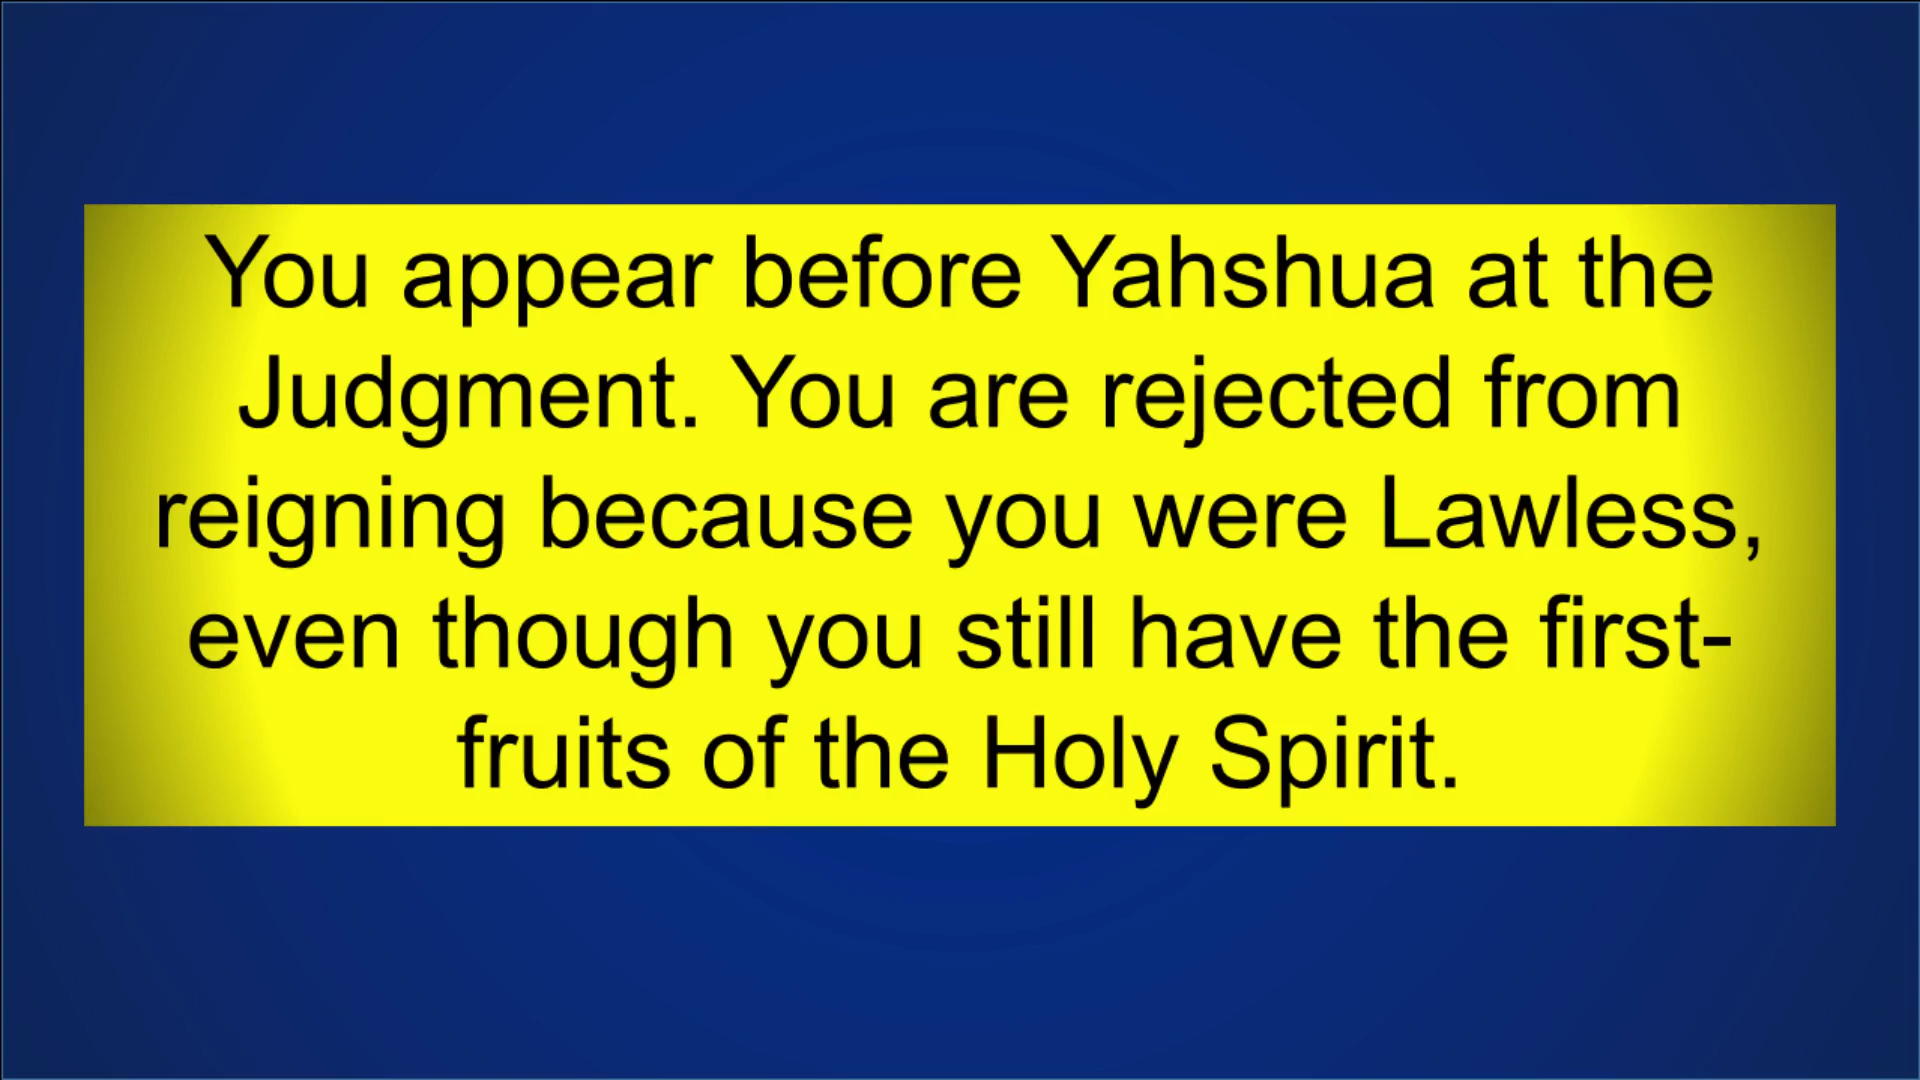 You appear before Yahshua at the
Judgment. You are rejected from
reigning because you were Lawless,
even though you still have the first-
fruits of the Holy Spirit.